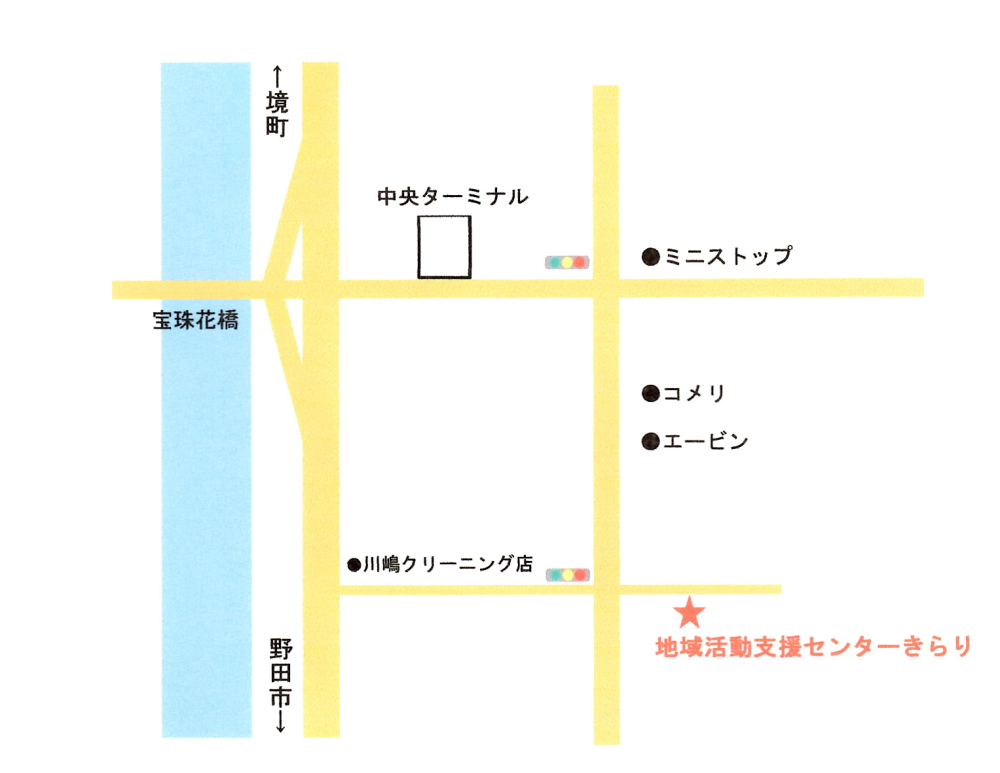 ↑境町
中央ターミナル
●ミニストップ
宝珠花橋
●コメリ
●エービン
●川嶋クリーニング店
野田市↓
★
地域活動支援センターきらり